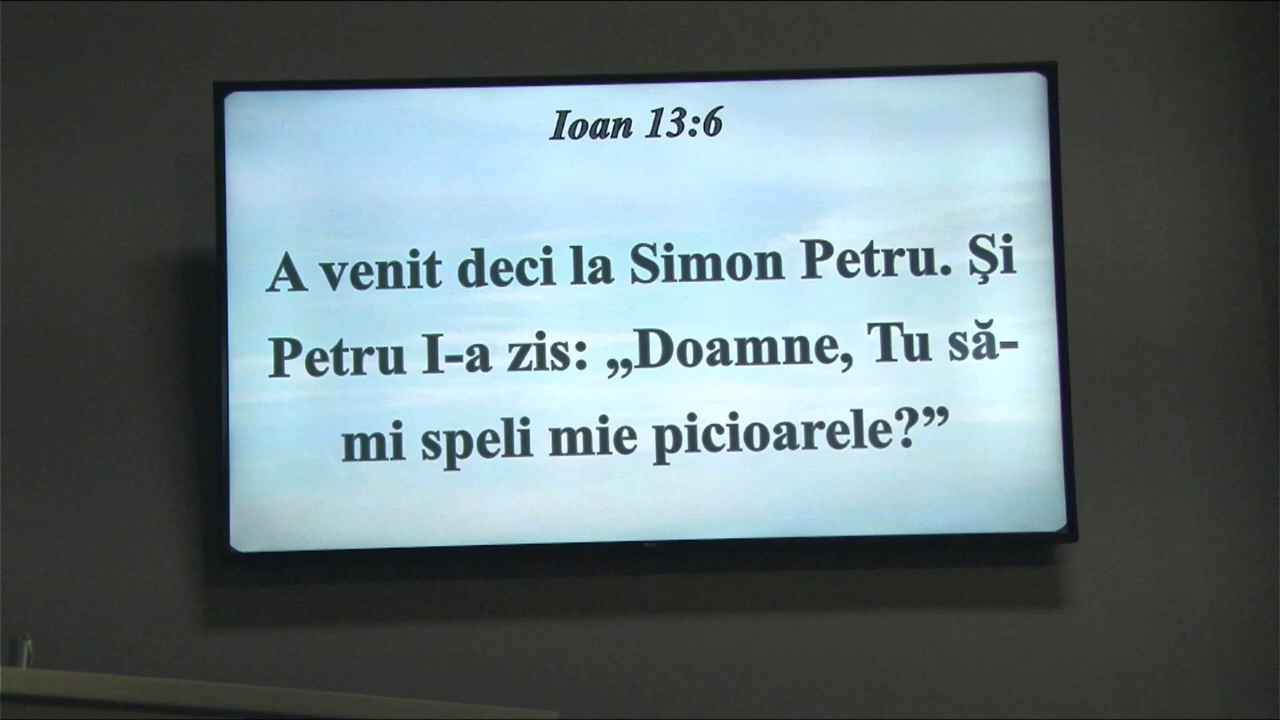 Ioan 13:6
A venit deci la Simon Petru. Şi
Petru I-a zis: „Doamne, Tu să-
mi speli mie picioarele?”